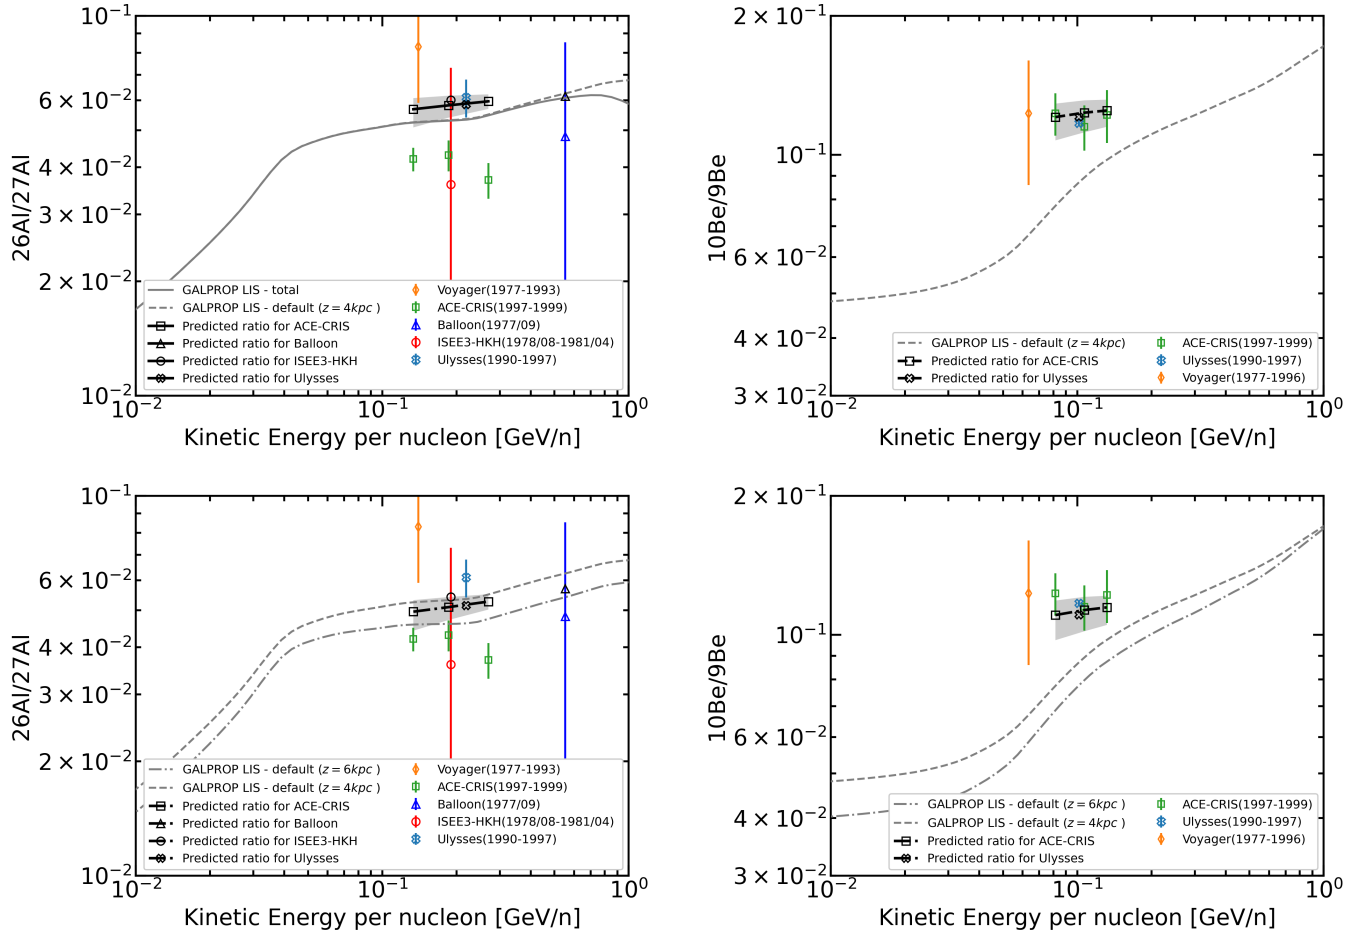 10⁻¹
6 × 10⁻²
4 × 10⁻²
3 × 10⁻²
2 × 10⁻²
10⁻²
26Al/27Al
GALPROP LIS - total
GALPROP LIS - default (z = 4kpc )
Predicted ratio for ACE-CRIS
Predicted ratio for Balloon
Predicted ratio for ISEE3-HKH
Predicted ratio for Ulysses
Voyager(1977-1993)
ACE-CRIS(1997-1999)
Balloon(1977/09)
ISEE3-HKH(1978/08-1981/04)
Ulysses(1990-1997)
10⁻² 10⁻¹ 10⁰
Kinetic Energy per nucleon [GeV/n]
2 × 10⁻¹
10⁻¹
6 × 10⁻²
4 × 10⁻²
3 × 10⁻²
10Be/9Be
GALPROP LIS - default (z = 4kpc)
Predicted ratio for ACE-CRIS
Predicted ratio for Ulysses
ACE-CRIS(1997-1999)
Ulysses(1990-1997)
Voyager(1977-1996)
10⁻² 10⁻¹ 10⁰
Kinetic Energy per nucleon [GeV/n]
10⁻¹
6 × 10⁻²
4 × 10⁻²
3 × 10⁻²
2 × 10⁻²
10⁻²
26Al/27Al
GALPROP LIS - default (z = 6kpc )
GALPROP LIS - default (z = 4kpc )
Predicted ratio for ACE-CRIS
Predicted ratio for Balloon
Predicted ratio for ISEE3-HKH
Predicted ratio for Ulysses
Voyager(1977-1993)
ACE-CRIS(1997-1999)
Balloon(1977/09)
ISEE3-HKH(1978/08-1981/04)
Ulysses(1990-1997)
10⁻² 10⁻¹ 10⁰
Kinetic Energy per nucleon [GeV/n]
2 × 10⁻¹
10⁻¹
6 × 10⁻²
4 × 10⁻²
3 × 10⁻²
10Be/9Be
GALPROP LIS - default (z = 6kpc )
GALPROP LIS - default (z = 4kpc )
Predicted ratio for ACE-CRIS
Predicted ratio for Ulysses
ACE-CRIS(1997-1999)
Ulysses(1990-1997)
Voyager(1977-1996)
10⁻² 10⁻¹ 10⁰
Kinetic Energy per nucleon [GeV/n]